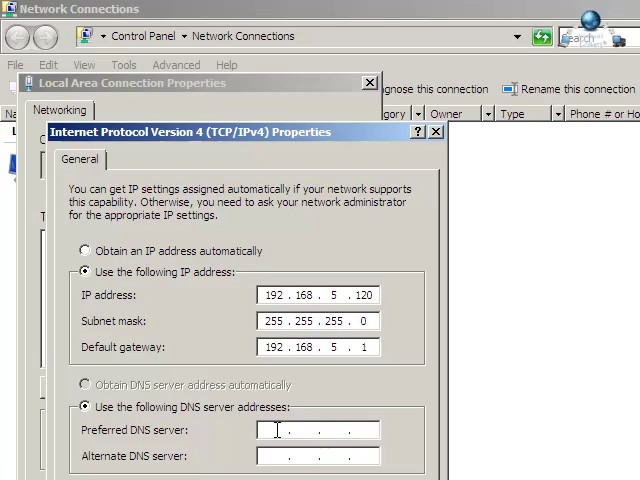 Network Connections
Control Panel Network Connections
Search
File Edit View Tools Advanced Help
Local Area Connection Properties
agnose this connection Rename this connection
Networking
Na
gory Owner Type Phone # or Ho
Internet Protocol Version 4 (TCP/IPv4) Properties
General
You can get IP settings assigned automatically if your network supports
this capability. Otherwise, you need to ask your network administrator
for the appropriate IP settings.
Obtain an IP address automatically
Use the following IP address:
IP address: 192 . 168 . 5 . 120
Subnet mask: 255 . 255 . 255 . 0
Default gateway: 192 . 168 . 5 . 1
Obtain DNS server address automatically
Use the following DNS server addresses:
Preferred DNS server: . . .
Alternate DNS server: . . .